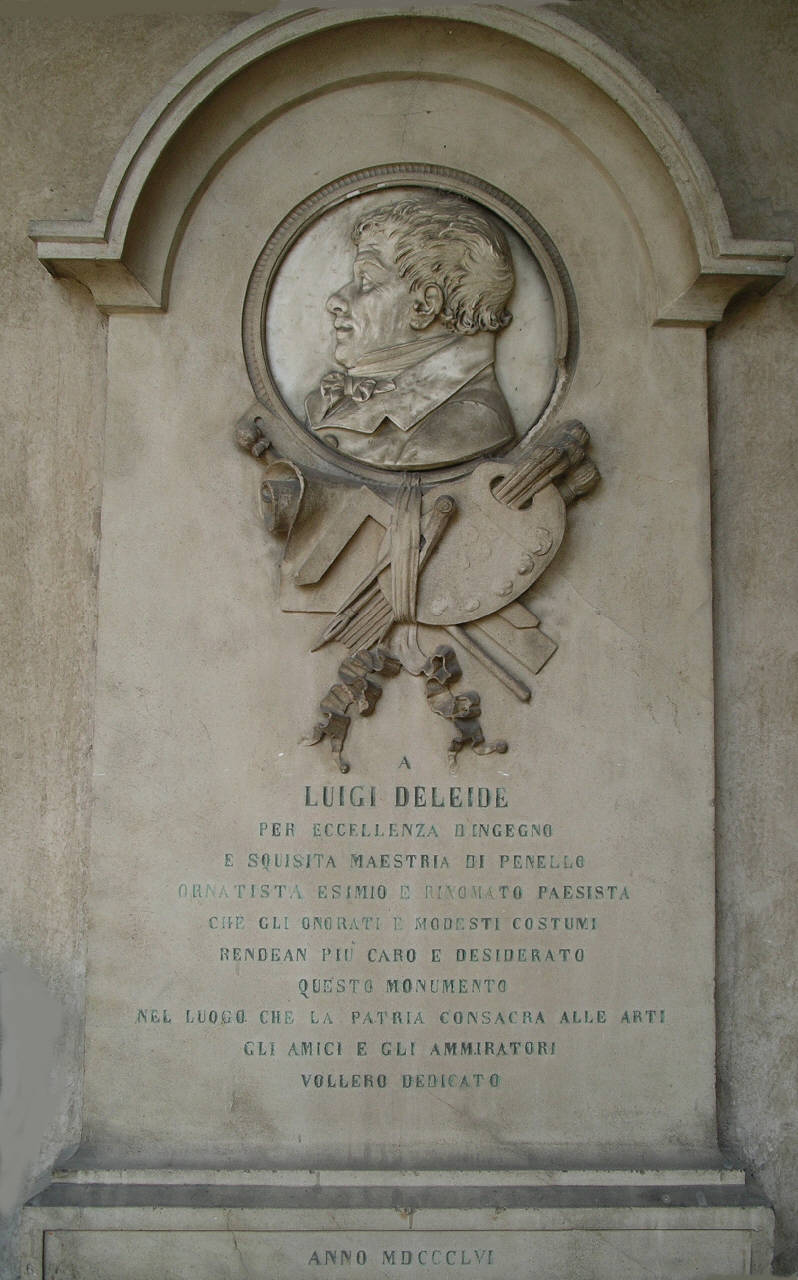 A
LUIGI DELEIDE
PER ECCELLENZA D'INGEGNO
E SQUISITA MAESTRIA DI PENELLO
ORNATISTA ESIMIO E RINOMATO PAESISTA
CHE GLI ONORATI E MODESTI COSTUMI
RENDEAN PIÙ CARO E DESIDERATO
QUESTO MONUMENTO
NEL LUOGO CHE LA PATRIA CONSACRA ALLE ARTI
GLI AMICI E GLI AMMIRATORI
VOLLERO DEDICATO
ANNO MDCCCLVI